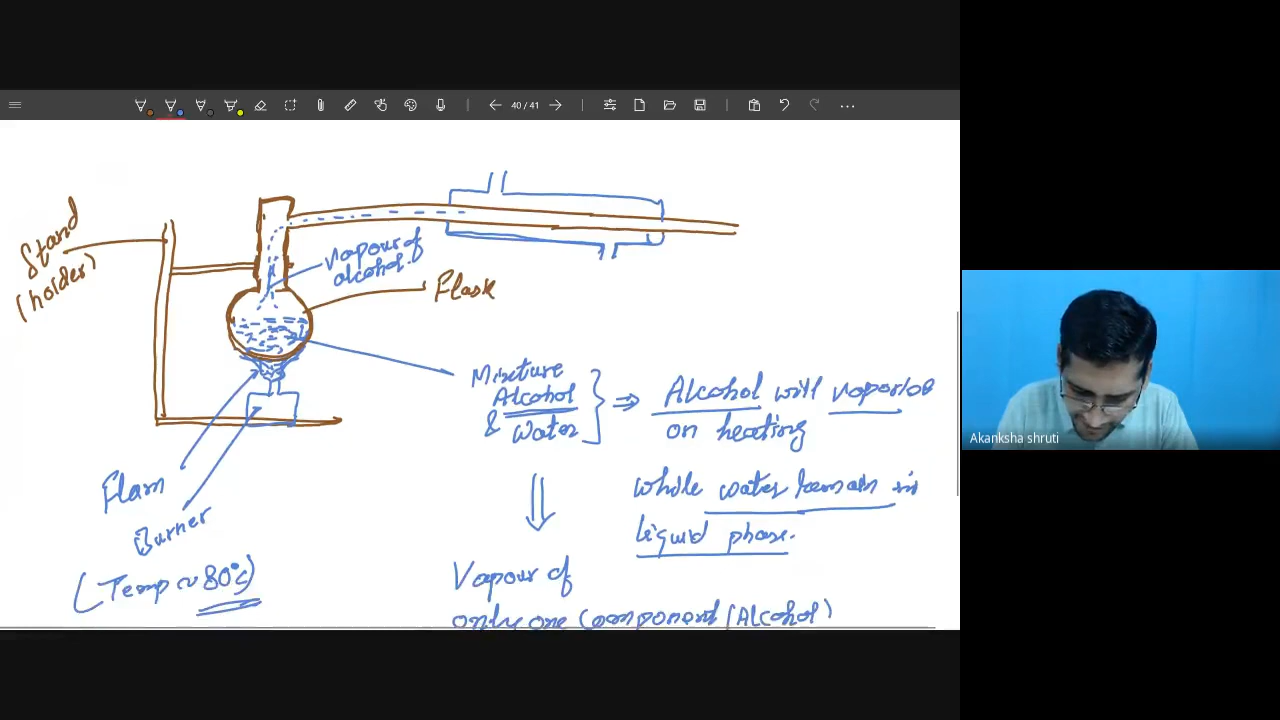 40 / 41
Stand
(holder)
vapour of
alcohol.
Flask
Mixture
Alcohol
& Water
⇒ Alcohol will vaporise
on heating
while water remain in
liquid phase.
Flam
Burner
(Temp ~ 80°c)
Vapour of
only one component (Alcohol)
Akanksha shruti